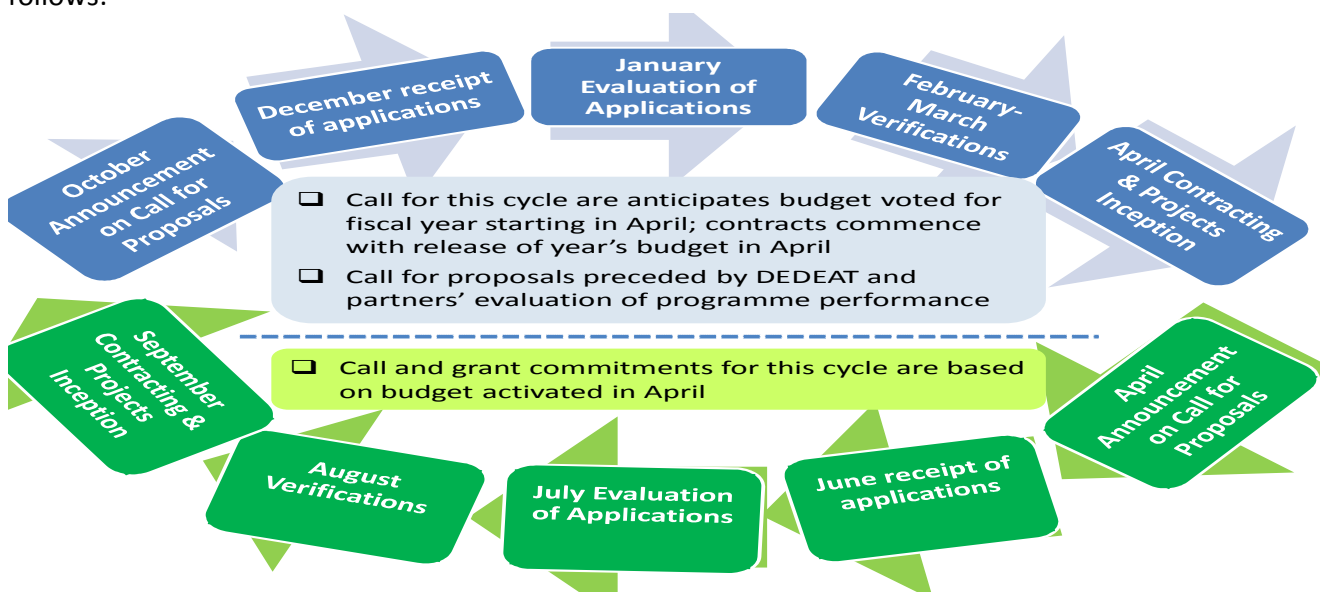 follows:
October
Announcement
on Call for
Proposals
December receipt
of applications
January
Evaluation of
Applications
February-
March
Verifications
April Contracting
& Projects
Inception
❑ Call for this cycle are anticipates budget voted for
fiscal year starting in April; contracts commence
with release of year’s budget in April
❑ Call for proposals preceded by DEDEAT and
partners’ evaluation of programme performance
❑ Call and grant commitments for this cycle are based
on budget activated in April
April
Announcement
on Call for
Proposals
June receipt of
applications
July Evaluation
of Applications
August
Verifications
September
Contracting &
Projects
Inception